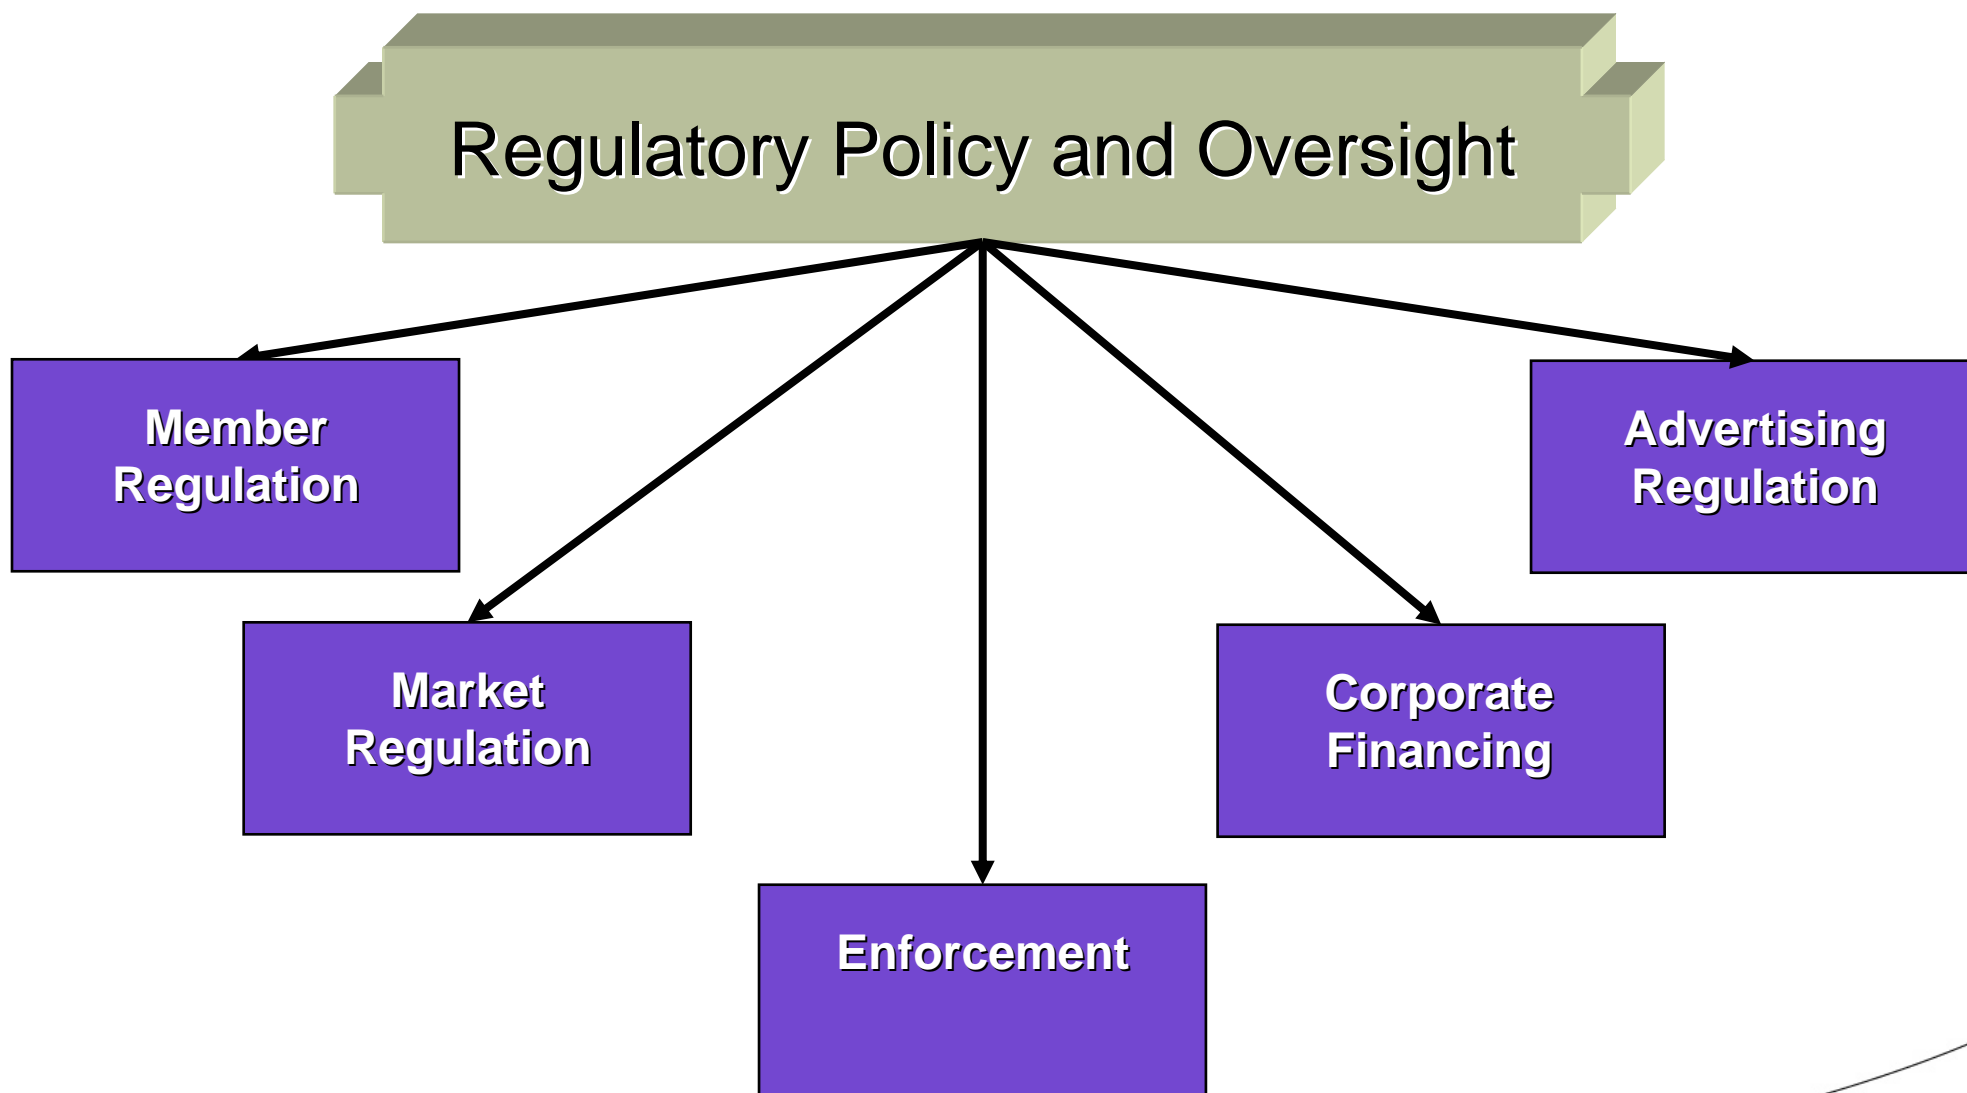 Regulatory Policy and Oversight
Member
Regulation
Advertising
Regulation
Market
Regulation
Corporate
Financing
Enforcement